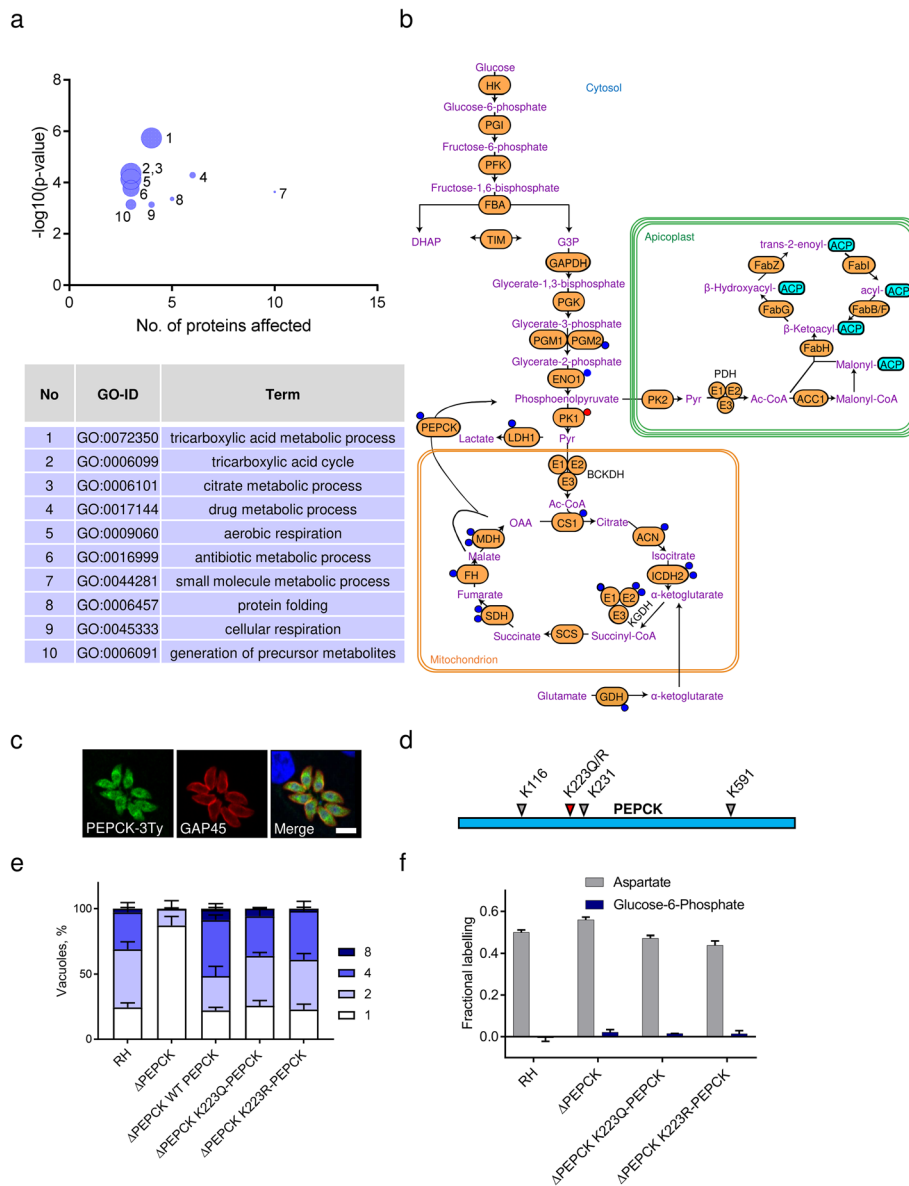 a
8
6
4
2
0
-log10(p-value)
0
5
10
15
No. of proteins affected
1
2,3
5
6
4
7
8
9
10
No GO-ID Term
1 GO:0072350 tricarboxylic acid metabolic process
2 GO:0006099 tricarboxylic acid cycle
3 GO:0006101 citrate metabolic process
4 GO:0017144 drug metabolic process
5 GO:0009060 aerobic respiration
6 GO:0016999 antibiotic metabolic process
7 GO:0044281 small molecule metabolic process
8 GO:0006457 protein folding
9 GO:0045333 cellular respiration
10 GO:0006091 generation of precursor metabolites
b
Cytosol
Glucose
HK
Glucose-6-phosphate
PGI
Fructose-6-phosphate
PFK
Fructose-1,6-bisphosphate
FBA
DHAP
TIM
G3P
GAPDH
Glycerate-1,3-bisphosphate
PGK
Glycerate-3-phosphate
PGM1 PGM2
Glycerate-2-phosphate
ENO1
Phosphoenolpyruvate
PEPCK
PK1
Lactate
LDH1
Pyr
Apicoplast
trans-2-enoyl-ACP
FabZ
FabI
β-Hydroxyacyl-ACP
acyl-ACP
FabG
FabB/F
β-Ketoacyl-ACP
FabH
Malonyl-ACP
PDH
PK2
Pyr
E1 E2
E3
Ac-CoA
ACC1
Malonyl-CoA
E1 E2
E3
BCKDH
Ac-CoA
OAA
CS1
Citrate
MDH
ACN
Malate
Isocitrate
FH
ICDH2
Fumarate
E1 E2
E3
KGDH
α-ketoglutarate
SDH
Succinate
SCS
Succinyl-CoA
Mitochondrion
Glutamate
GDH
α-ketoglutarate
c
PEPCK-3Ty
GAP45
Merge
d
K116
K223Q/R
K231
K591
PEPCK
e
Vacuoles, %
100
50
0
8
4
2
1
RH
ΔPEPCK
ΔPEPCK WT PEPCK
ΔPEPCK K223Q-PEPCK
ΔPEPCK K223R-PEPCK
f
Aspartate
Glucose-6-Phosphate
Fractional labelling
0.6
0.4
0.2
0.0
RH
ΔPEPCK
ΔPEPCK K223Q-PEPCK
ΔPEPCK K223R-PEPCK